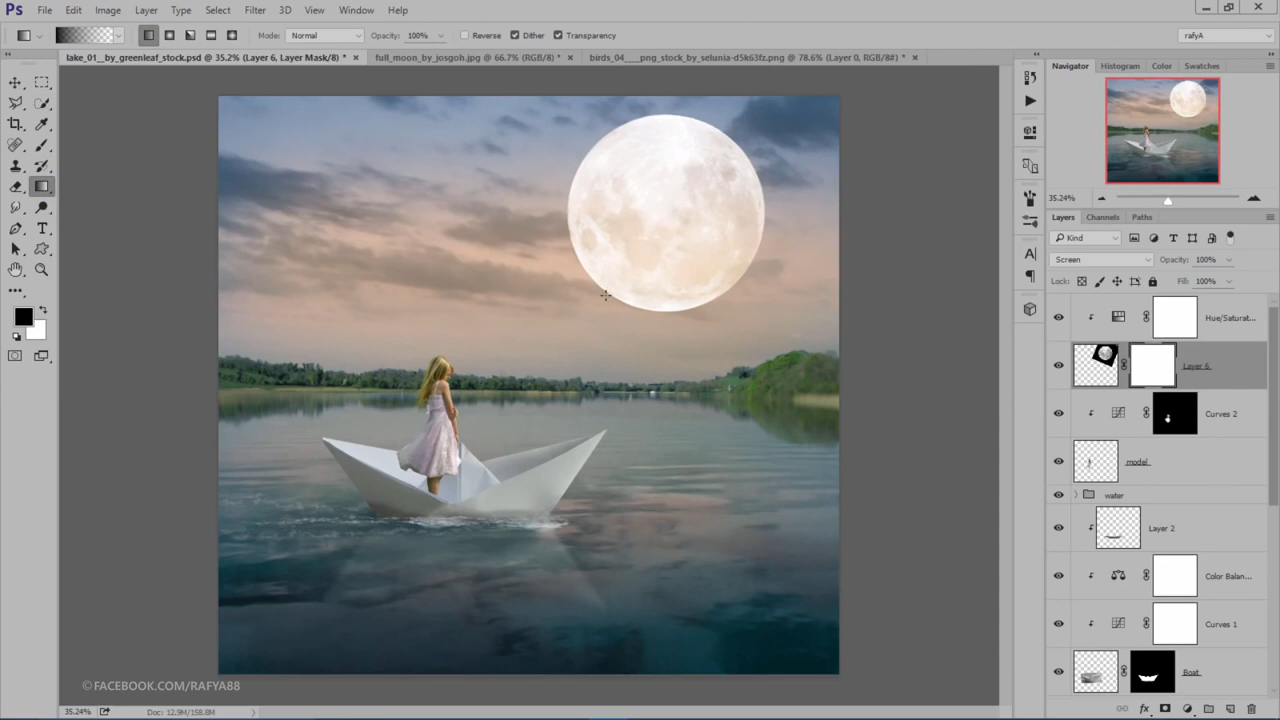 Ps File Edit Image Layer Type Select Filter 3D View Window Help
Mode: Normal Opacity: 100% Reverse Dither Transparency rafyA
lake_01__by_greenleaf_stock.psd @ 35.2% (Layer 6, Layer Mask/8) * × full_moon_by_josgoh.jpg @ 66.7% (RGB/8) * × birds_04____png_stock_by_selunia-d5k63fz.png @ 78.6% (Layer 0, RGB/8#) * ×
Navigator Histogram Color Swatches
35.24%
Layers Channels Paths
Kind
Screen Opacity: 100%
Lock: Fill: 100%
Hue/Saturat...
Layer 6
Curves 2
model
water
Layer 2
Color Balan...
Curves 1
Boat
©FACEBOOK.COM/RAFYA88
35.24% Doc: 12.9M/158.8M
fx